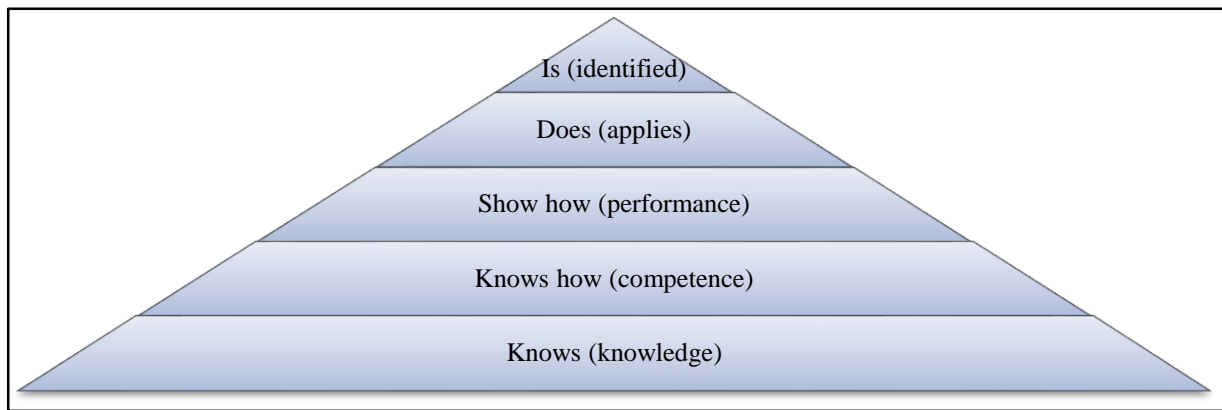 Is (identified)
Does (applies)
Show how (performance)
Knows how (competence)
Knows (knowledge)